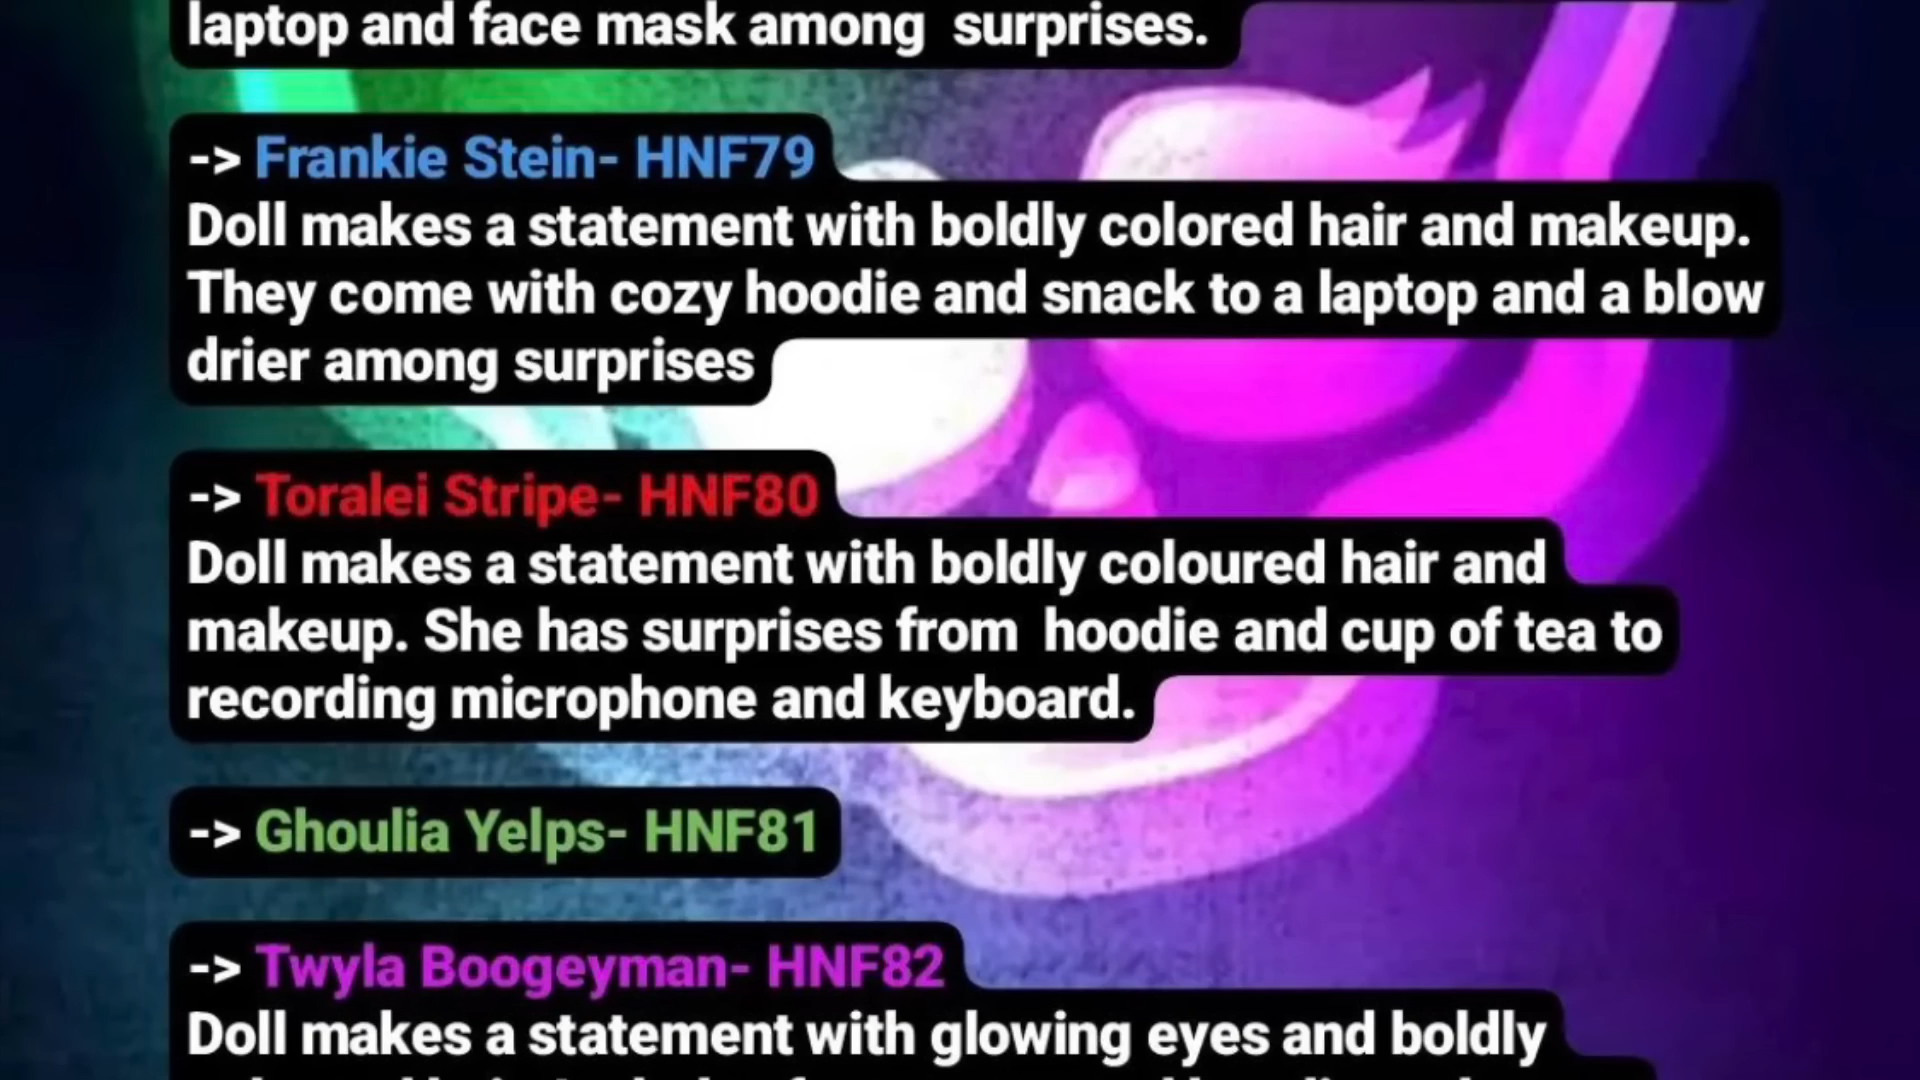 laptop and face mask among  surprises.
-> Frankie Stein- HNF79
Doll makes a statement with boldly colored hair and makeup.
They come with cozy hoodie and snack to a laptop and a blow
drier among surprises
-> Toralei Stripe- HNF80
Doll makes a statement with boldly coloured hair and
makeup. She has surprises from  hoodie and cup of tea to
recording microphone and keyboard.
-> Ghoulia Yelps- HNF81
-> Twyla Boogeyman- HNF82
Doll makes a statement with glowing eyes and boldly